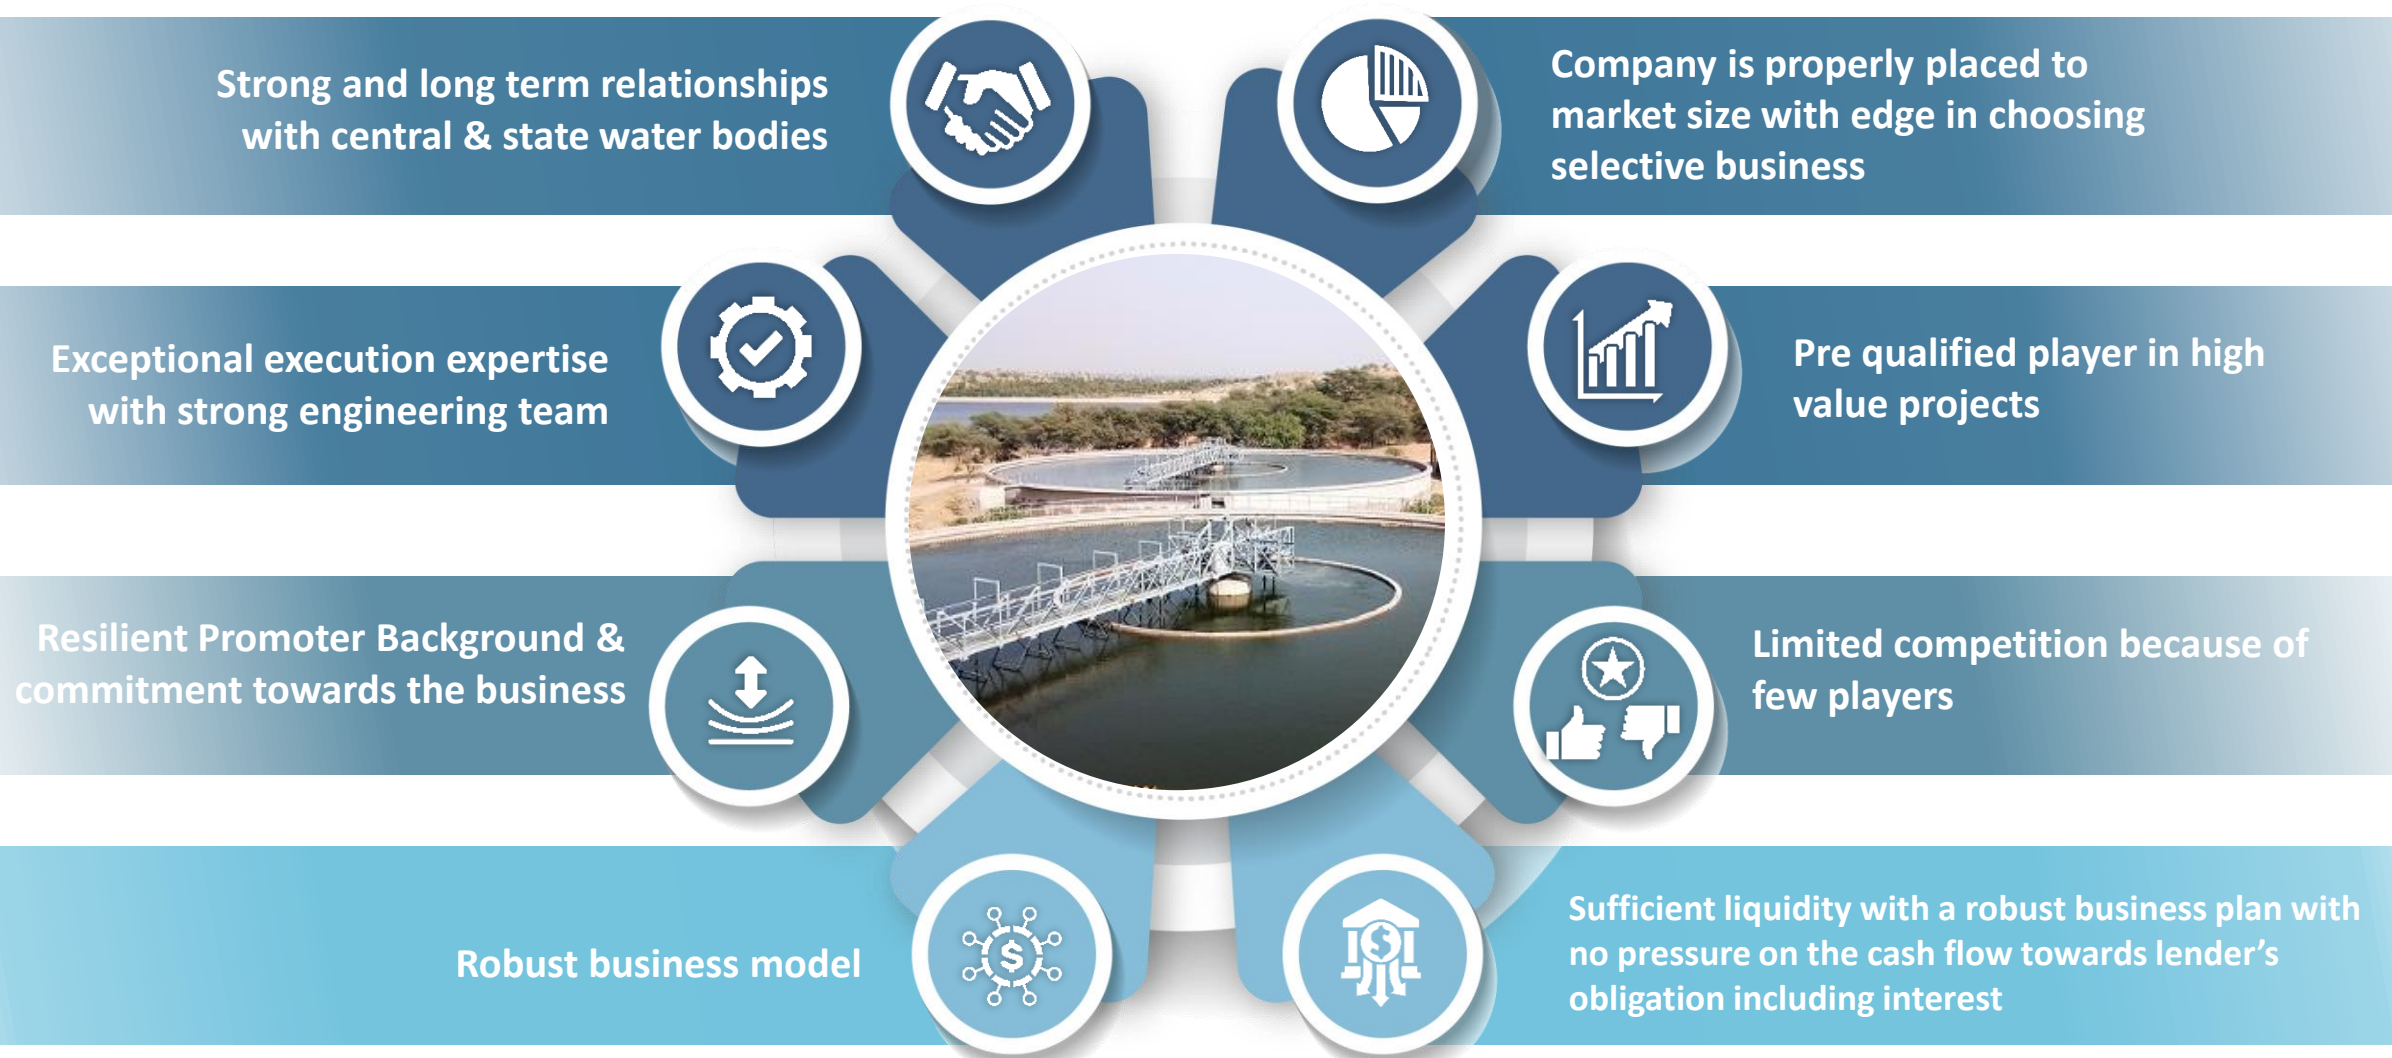 Strong and long term relationships
with central & state water bodies
Company is properly placed to
market size with edge in choosing
selective business
Exceptional execution expertise
with strong engineering team
Pre qualified player in high
value projects
Resilient Promoter Background &
commitment towards the business
Limited competition because of
few players
Robust business model
Sufficient liquidity with a robust business plan with
no pressure on the cash flow towards lender’s
obligation including interest